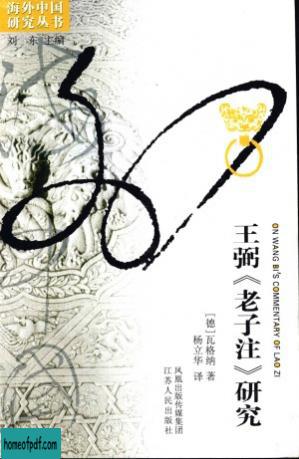 海外中国
研究丛书
刘东主编
王弼《老子注》研究
ON WANG BI'S COMMENTARY OF LAO ZI
[德]瓦格纳 著
杨立华 译
凤凰出版传媒集团
江苏人民出版社
homeofpdf.com